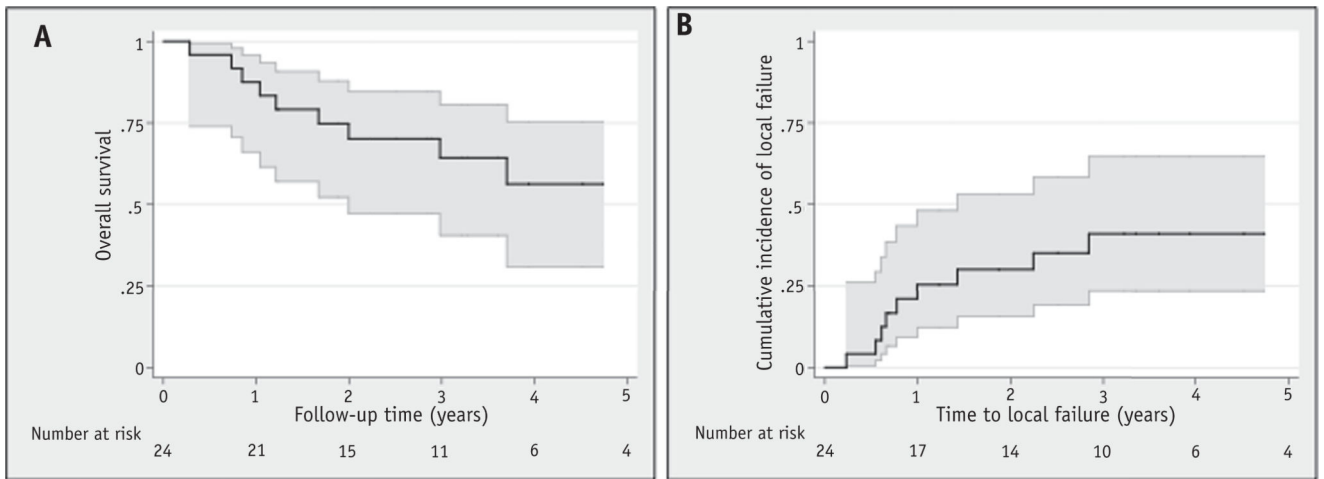 A
Overall survival
1
.75
.5
.25
0
0 1 2 3 4 5
Follow-up time (years)
Number at risk
24 21 15 11 6 4
B
Cumulative incidence of local failure
1
.75
.5
.25
0
0 1 2 3 4 5
Time to local failure (years)
Number at risk
24 17 14 10 6 4